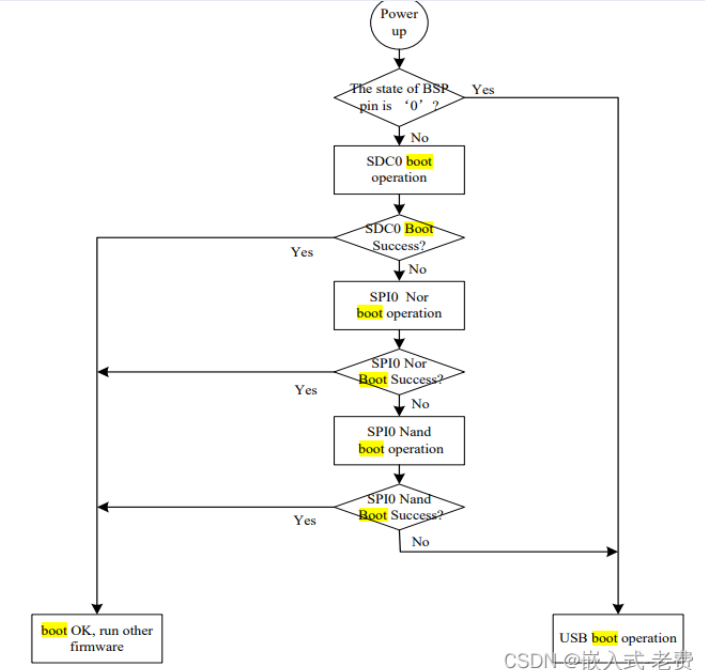 Power
up
The state of BSP
pin is ‘0’?
Yes
No
SDC0 boot
operation
SDC0 Boot
Success?
Yes
No
SPI0 Nor
boot operation
SPI0 Nor
Boot Success?
Yes
No
SPI0 Nand
boot operation
SPI0 Nand
Boot Success?
Yes
No
boot OK, run other
firmware
USB boot operation
CSDN @嵌入式-老费